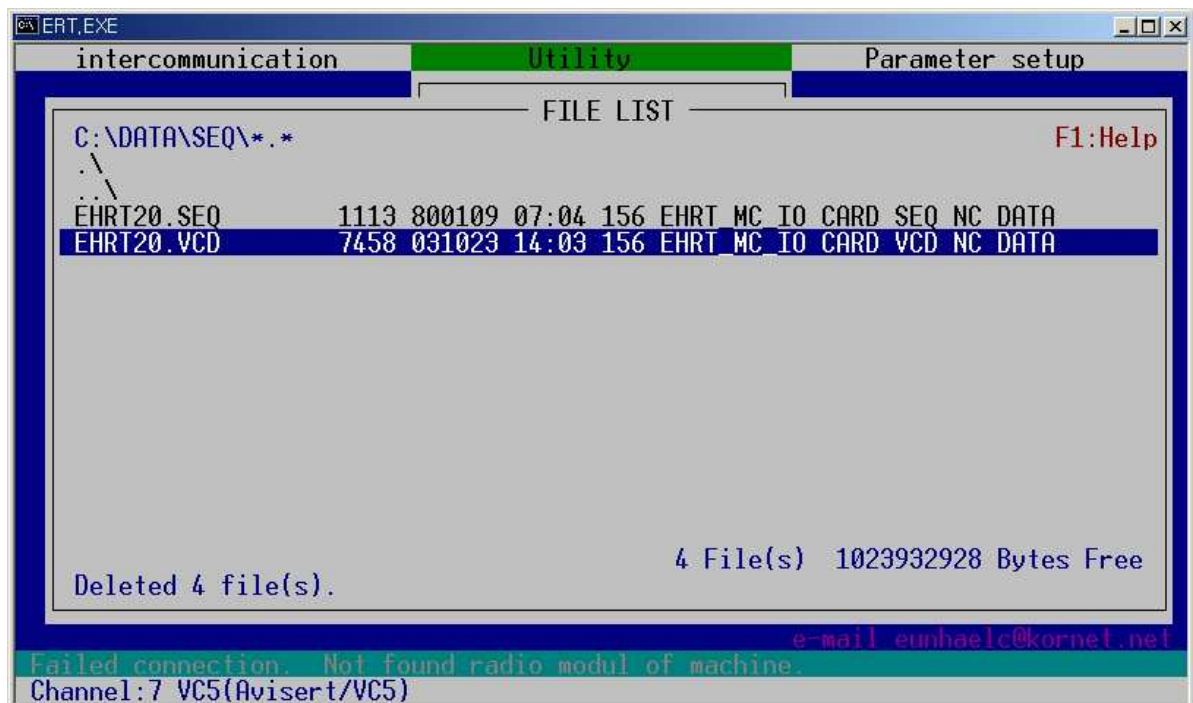 ERT,EXE
intercommunication Utility Parameter setup
FILE LIST
C:\DATA\SEQ\*.* F1:Help
.\
..\
EHRT20.SEQ 1113 800109 07:04 156 EHRT_MC_IO CARD SEQ NC DATA
EHRT20.VCD 7458 031023 14:03 156 EHRT_MC_IO CARD VCD NC DATA
4 File(s) 1023932928 Bytes Free
Deleted 4 file(s).
e-mail eunhaelc@kornet.net
Failed connection. Not found radio modul of machine.
Channel:7 VC5(Avisert/VC5)